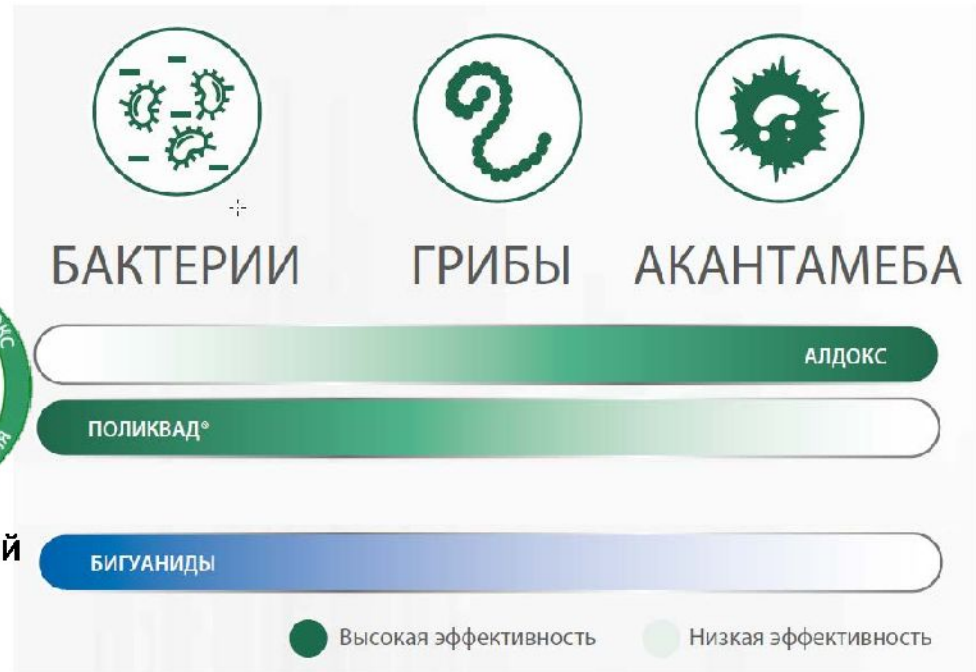 БАКТЕРИИ ГРИБЫ АКАНТАМЕБА
АЛДОКС
ПОЛИКВАД®
й
БИГУАНИДЫ
Высокая эффективность Низкая эффективность